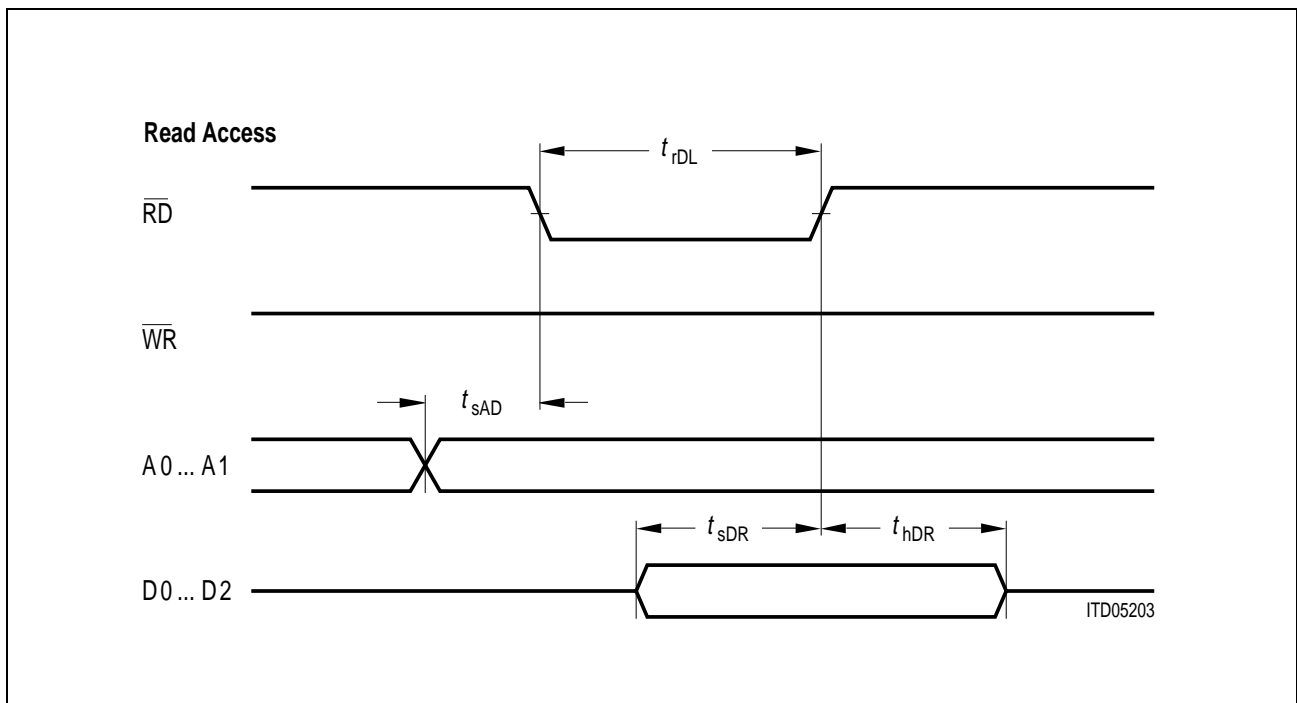 Read Access
t rDL
RD
WR
t sAD
A0... A1
t sDR
t hDR
D0... D2
ITD05203